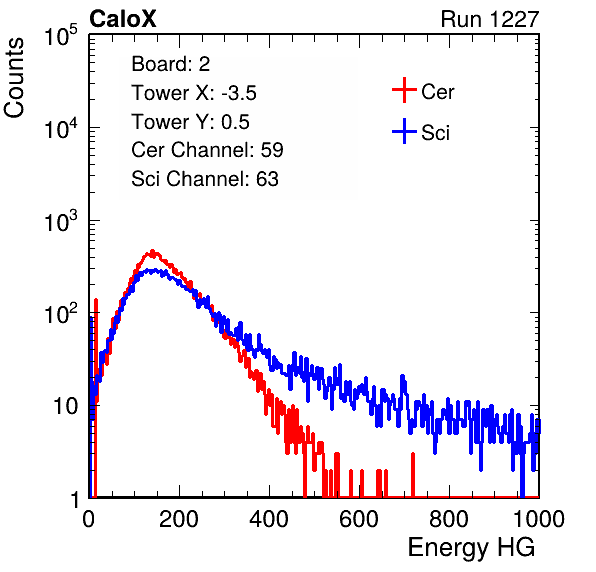 CaloX Run 1227
Counts
Board: 2
Tower X: -3.5
Tower Y: 0.5
Cer Channel: 59
Sci Channel: 63
Cer
Sci
10^5
10^4
10^3
10^2
10
1
0 200 400 600 800 1000
Energy HG